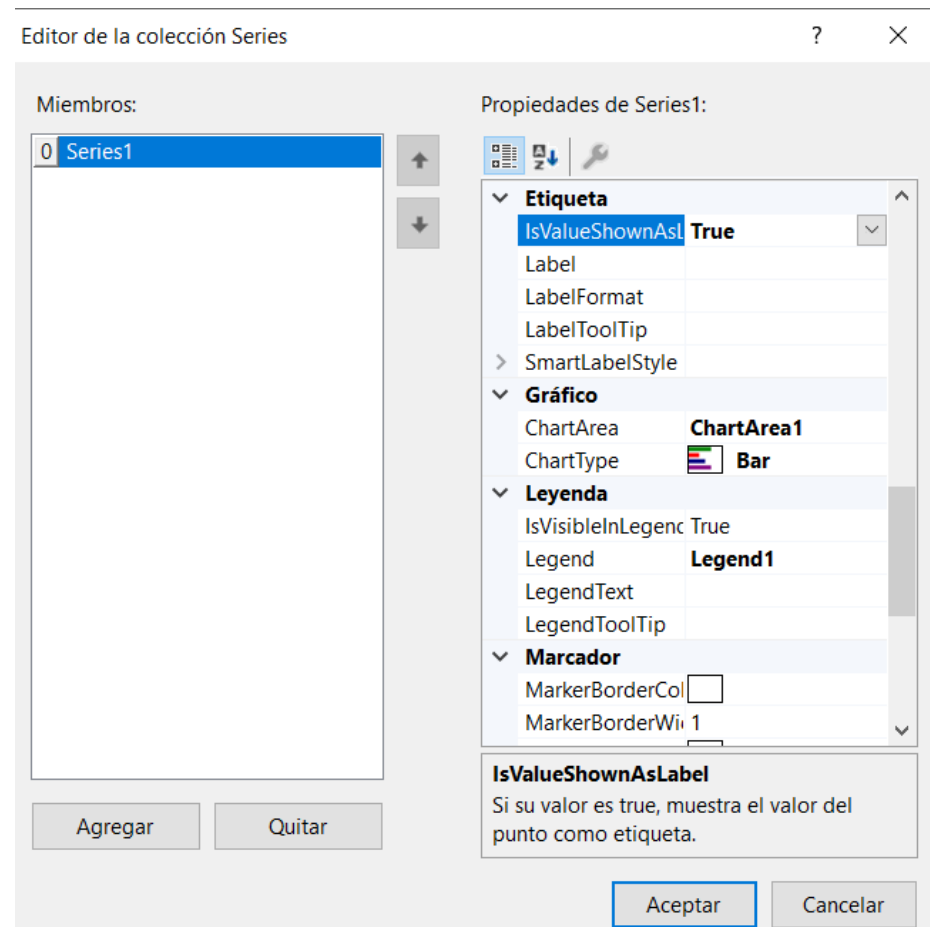 Editor de la colección Series ? ×
Miembros:
0 Series1
Agregar Quitar
Propiedades de Series1:
Etiqueta
IsValueShownAsL True
Label
LabelFormat
LabelToolTip
SmartLabelStyle
Gráfico
ChartArea ChartArea1
ChartType Bar
Leyenda
IsVisibleInLegenc True
Legend Legend1
LegendText
LegendToolTip
Marcador
MarkerBorderCol
MarkerBorderWi 1
IsValueShownAsLabel
Si su valor es true, muestra el valor del
punto como etiqueta.
Aceptar Cancelar